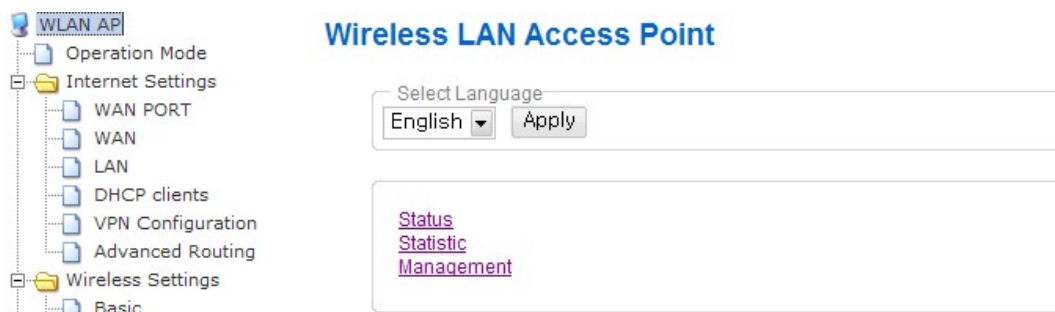 WLAN AP
Operation Mode
Internet Settings
WAN PORT
WAN
LAN
DHCP clients
VPN Configuration
Advanced Routing
Wireless Settings
Basic
Wireless LAN Access Point
Select Language
English
Apply
Status
Statistic
Management